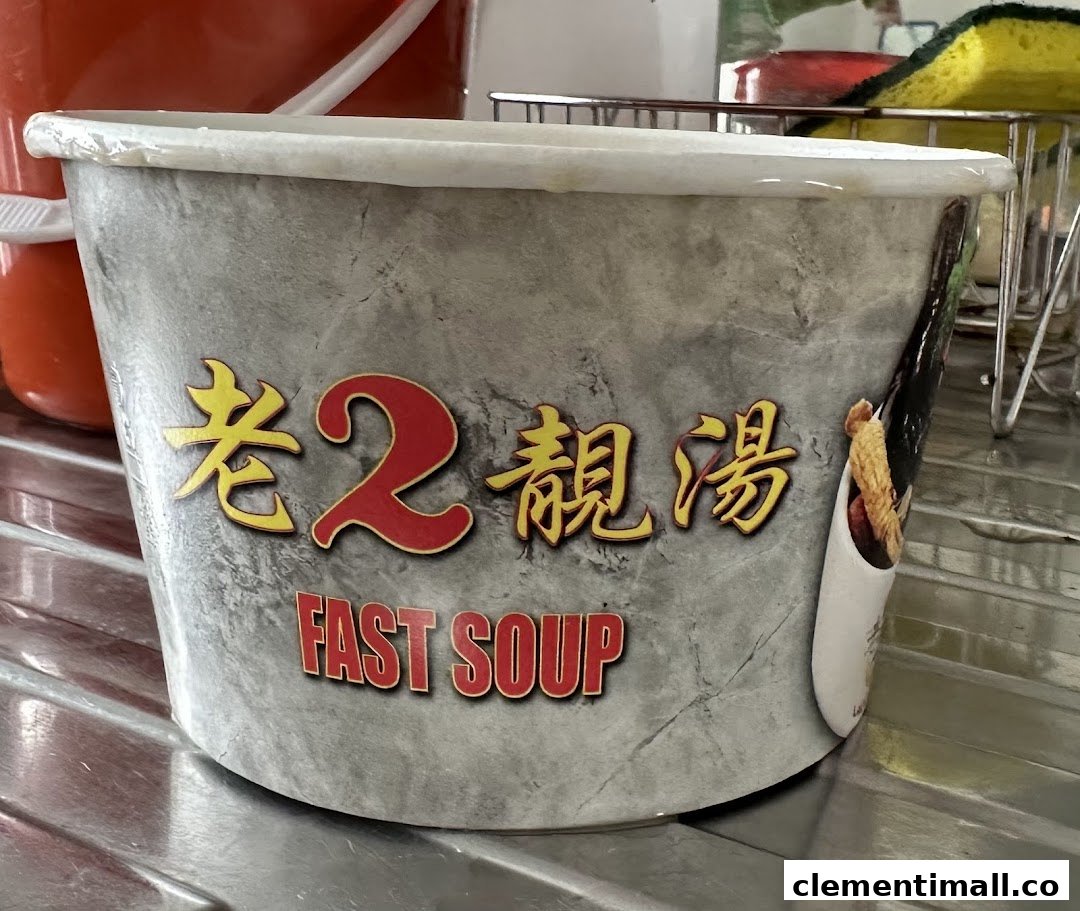 老2靚湯
FAST SOUP
clementimall.co